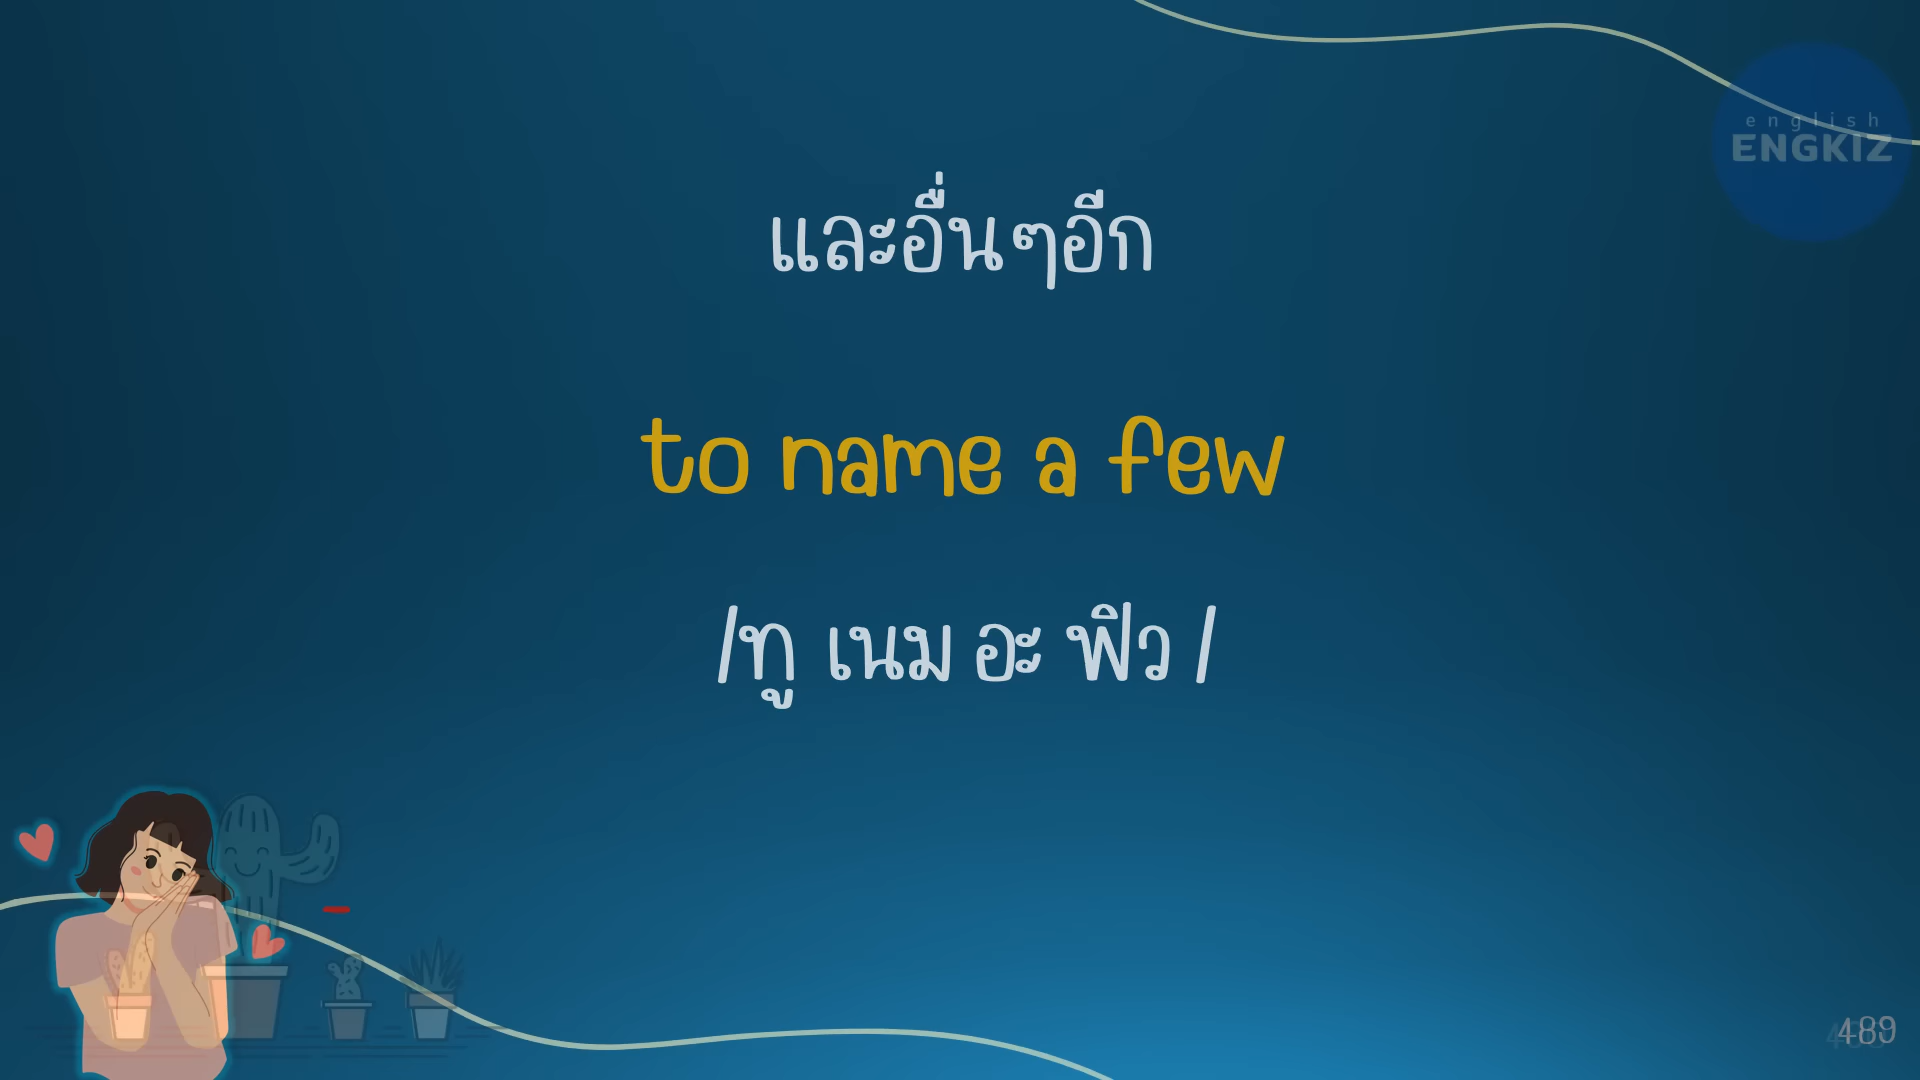 english
ENGKIZ
และอื่นๆอีก
to name a few
/ทู เนม อะ ฟิว /
489